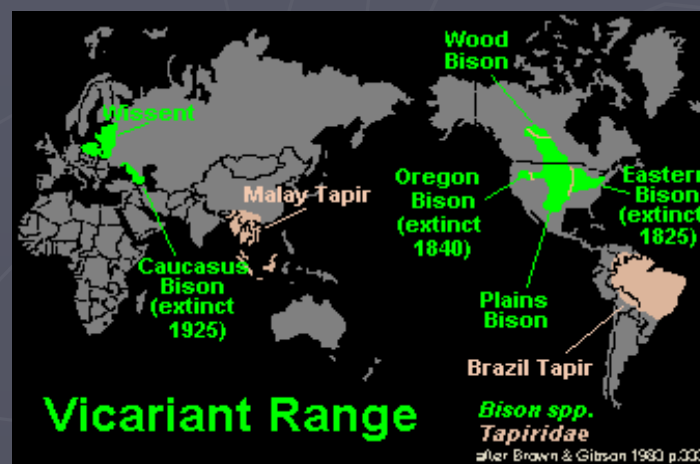 Wood
Bison
Wissent
Malay Tapir
Oregon
Bison
(extinct
1840)
Eastern
Bison
(extinct
1825)
Caucasus
Bison
(extinct
1925)
Plains
Bison
Brazil Tapir
Vicariant Range
Bison spp.
Tapiridae
after Brown & Gibson 1983 p.